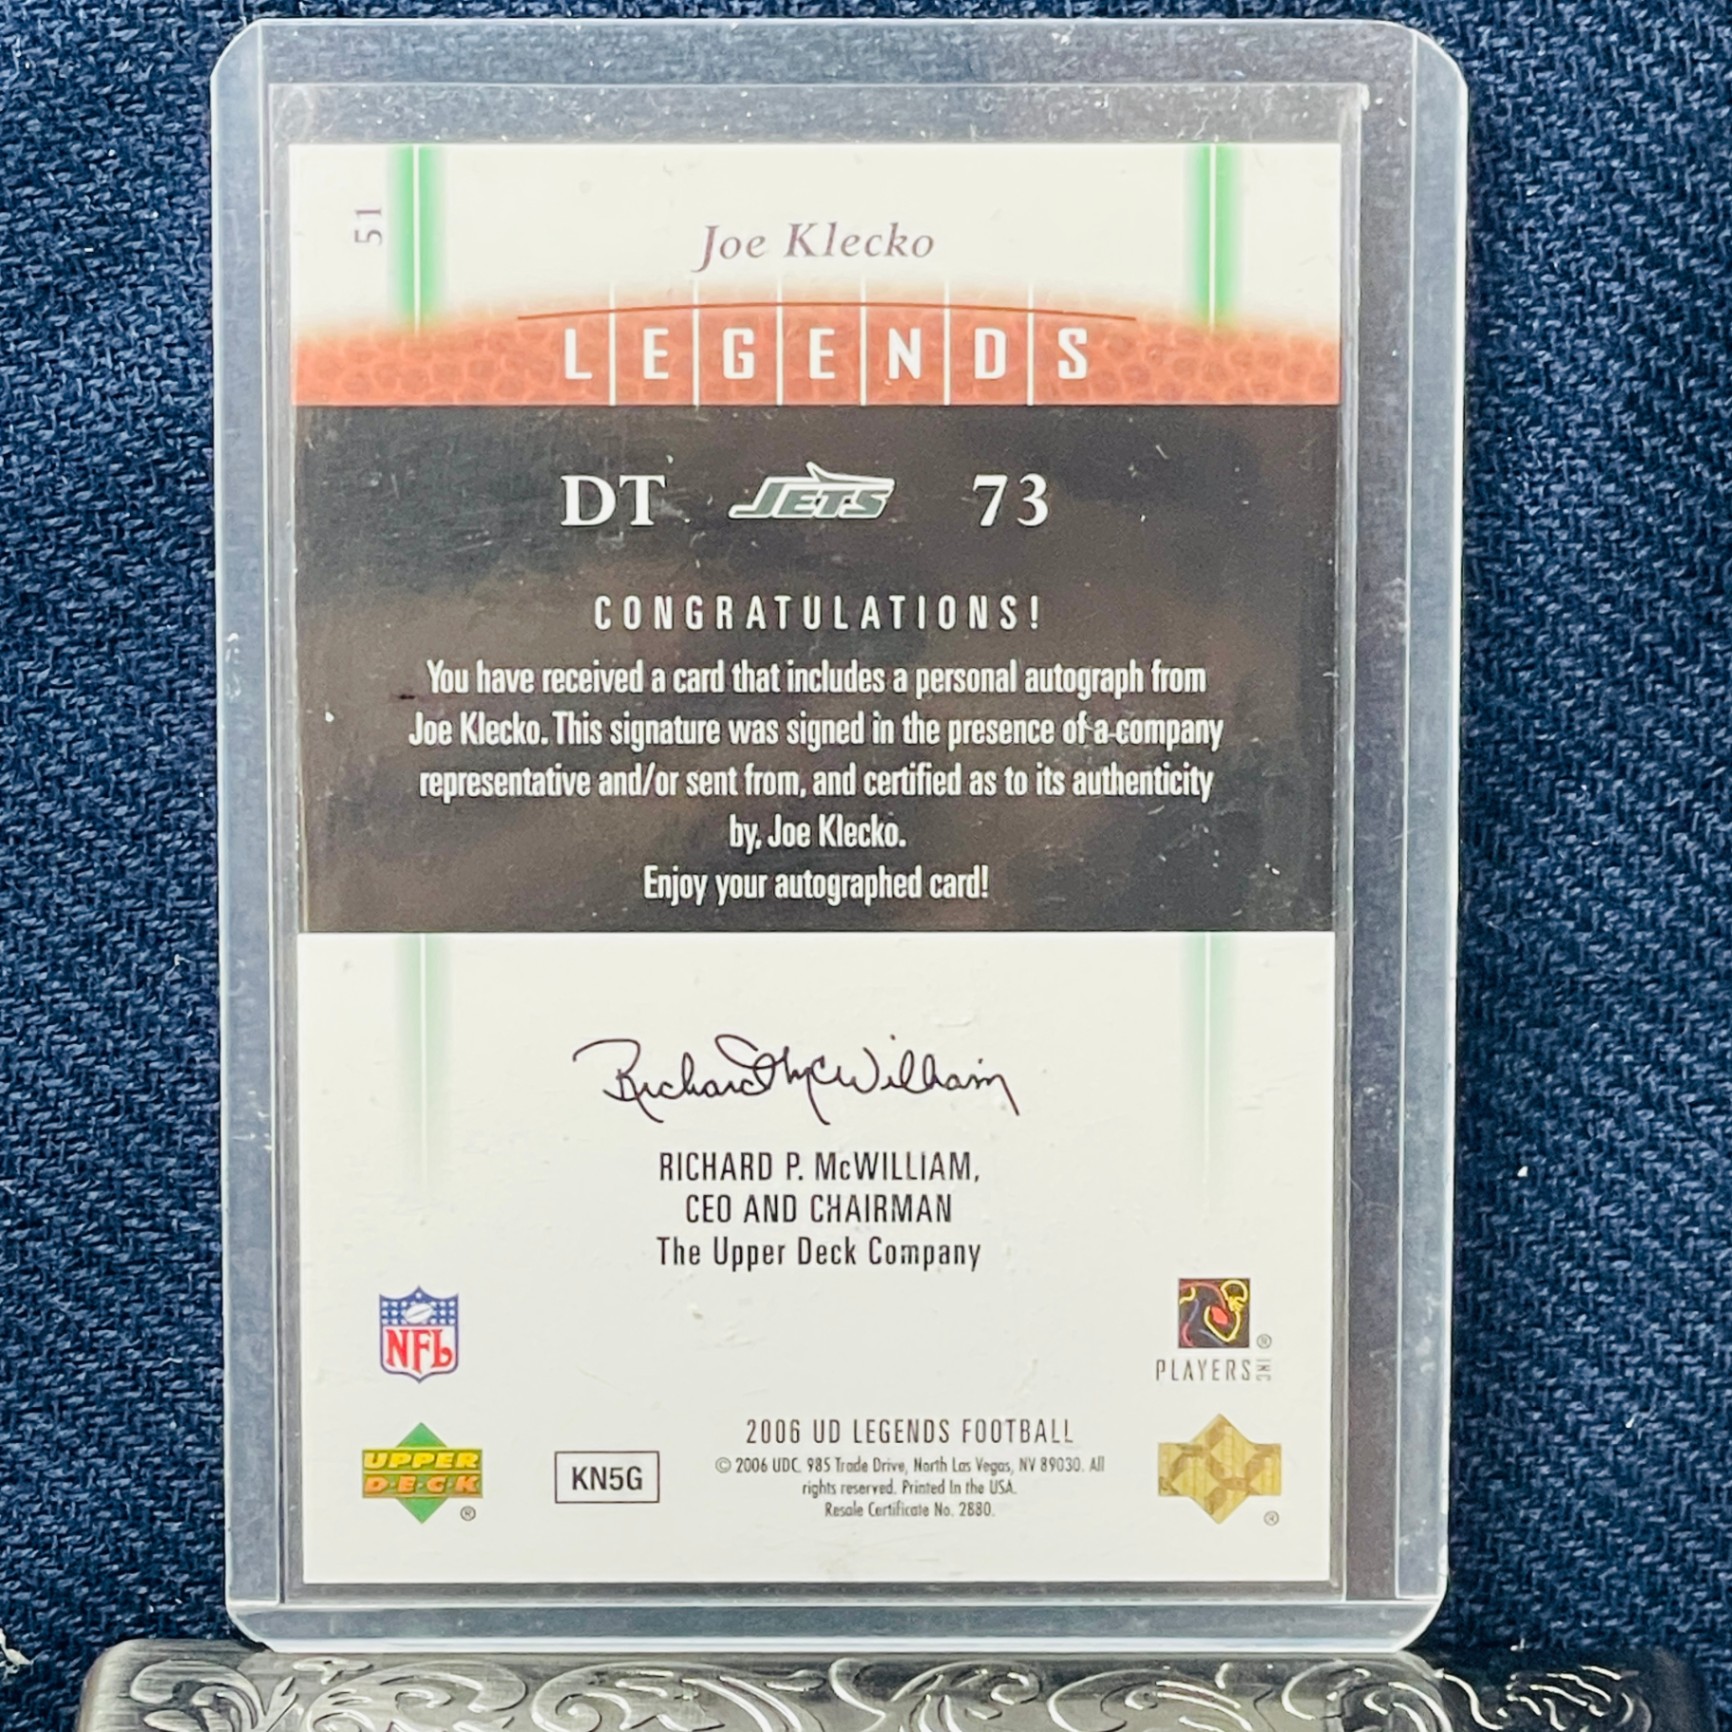 51
Joe Klecko
LEGENDS
DT JETS 73
CONGRATULATIONS!
You have received a card that includes a personal autograph from
Joe Klecko. This signature was signed in the presence of a company
representative and/or sent from, and certified as to its authenticity
by, Joe Klecko.
Enjoy your autographed card!
Richard McWilliam
RICHARD P. McWILLIAM,
CEO AND CHAIRMAN
The Upper Deck Company
NFL
PLAYERS INC ®
UPPER
DECK ®
KN5G
2006 UD LEGENDS FOOTBALL
© 2006 UDC, 985 Trade Drive, North Las Vegas, NV 89030. All
rights reserved. Printed In the USA.
Resale Certificate No. 2880.
®